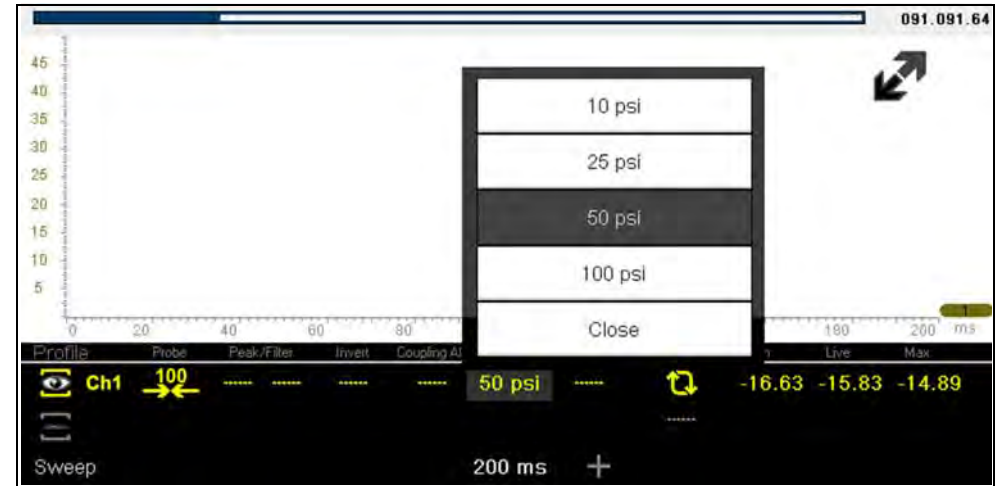 091.091.64
45
40
35
30
25
20
15
10
5
10 psi
25 psi
50 psi
100 psi
Close
0 20 40 60 80 180 200 ms
1
Profile Probe Peak/Filter Invert Coupling Live Max
Ch1 100 ------ ------ ------ ------ 50 psi ------ -16.63 -15.83 -14.89
------
Sweep 200 ms +